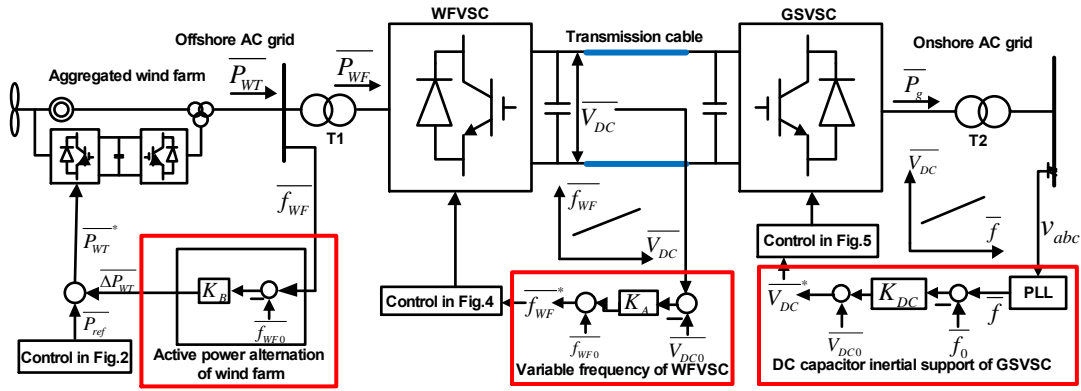 WFVSC
GSVSC
Offshore AC grid
Transmission cable
Onshore AC grid
Aggregated wind farm
P_WT
P_WF
P_g
V_DC
T1
T2
f_WF
f_WF
V_DC
V_DC
f
v_abc
P_WT*
Control in Fig.5
ΔP_WT
K_B
f_WF0
P_ref
Control in Fig.2
Active power alternation
of wind farm
Control in Fig.4
f_WF*
K_A
f_WF0
V_DC0
Variable frequency of WFVSC
V_DC*
K_DC
f
PLL
V_DC0
f_0
DC capacitor inertial support of GSVSC